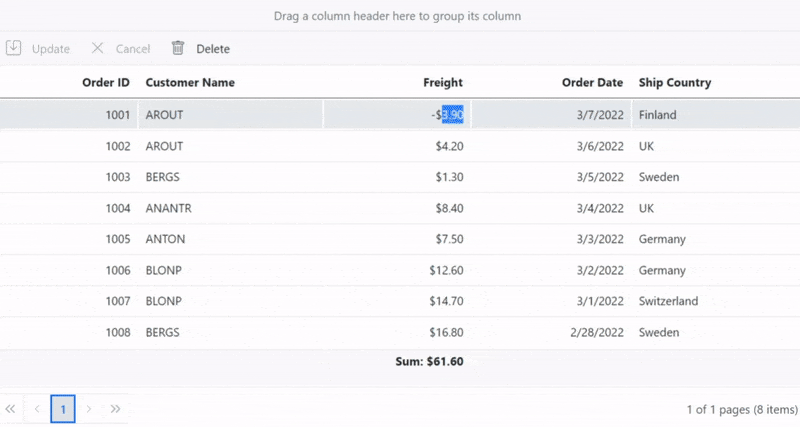 Drag a column header here to group its column
Update Cancel Delete
Order ID Customer Name Freight Order Date Ship Country
1001 AROUT -$3.90 3/7/2022 Finland
1002 AROUT $4.20 3/6/2022 UK
1003 BERGS $1.30 3/5/2022 Sweden
1004 ANANTR $8.40 3/4/2022 UK
1005 ANTON $7.50 3/3/2022 Germany
1006 BLONP $12.60 3/2/2022 Germany
1007 BLONP $14.70 3/1/2022 Switzerland
1008 BERGS $16.80 2/28/2022 Sweden
Sum: $61.60
1 1 of 1 pages (8 items)